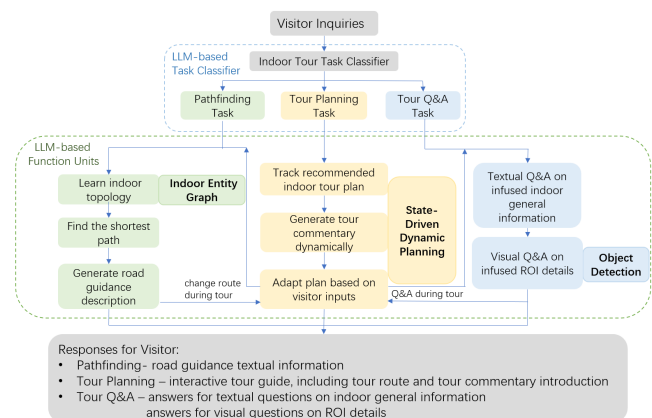 Visitor Inquiries
LLM-based
Task Classifier
Indoor Tour Task Classifier
Pathfinding
Task
Tour Planning
Task
Tour Q&A
Task
LLM-based
Function Units
Learn indoor
topology
Indoor Entity
Graph
Find the shortest
path
Generate road
guidance
description
change route
during tour
Track recommended
indoor tour plan
Generate tour
commentary
dynamically
Adapt plan based on
visitor inputs
State-
Driven
Dynamic
Planning
Q&A during tour
Textual Q&A on
infused indoor
general
information
Visual Q&A on
infused ROI details
Object
Detection
Responses for Visitor:
• Pathfinding- road guidance textual information
• Tour Planning – interactive tour guide, including tour route and tour commentary introduction
• Tour Q&A – answers for textual questions on indoor general information
answers for visual questions on ROI details